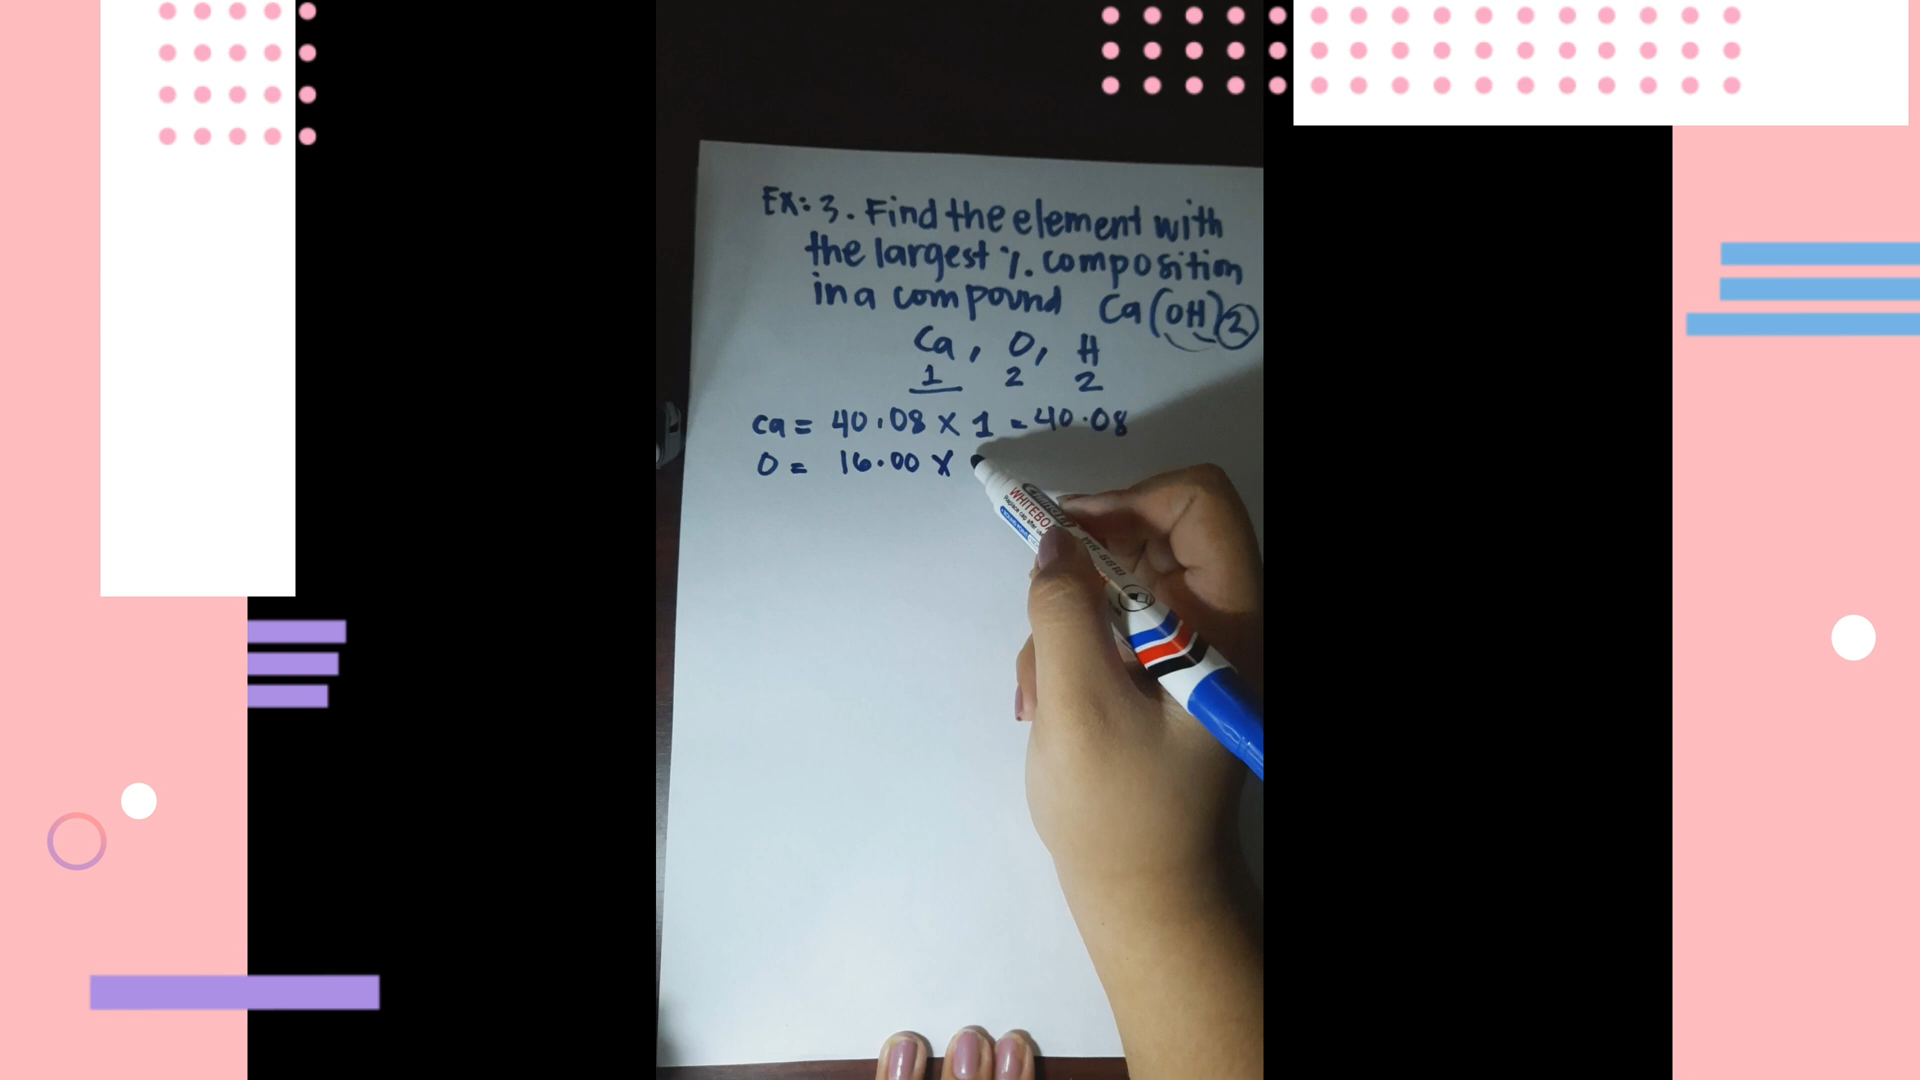 Ex: 3. Find the element with
the largest %. composition
in a compound Ca(OH)2
Ca, O, H
1 2 2
Ca = 40.08 x 1 = 40.08
O = 16.00 x
WHITEBO